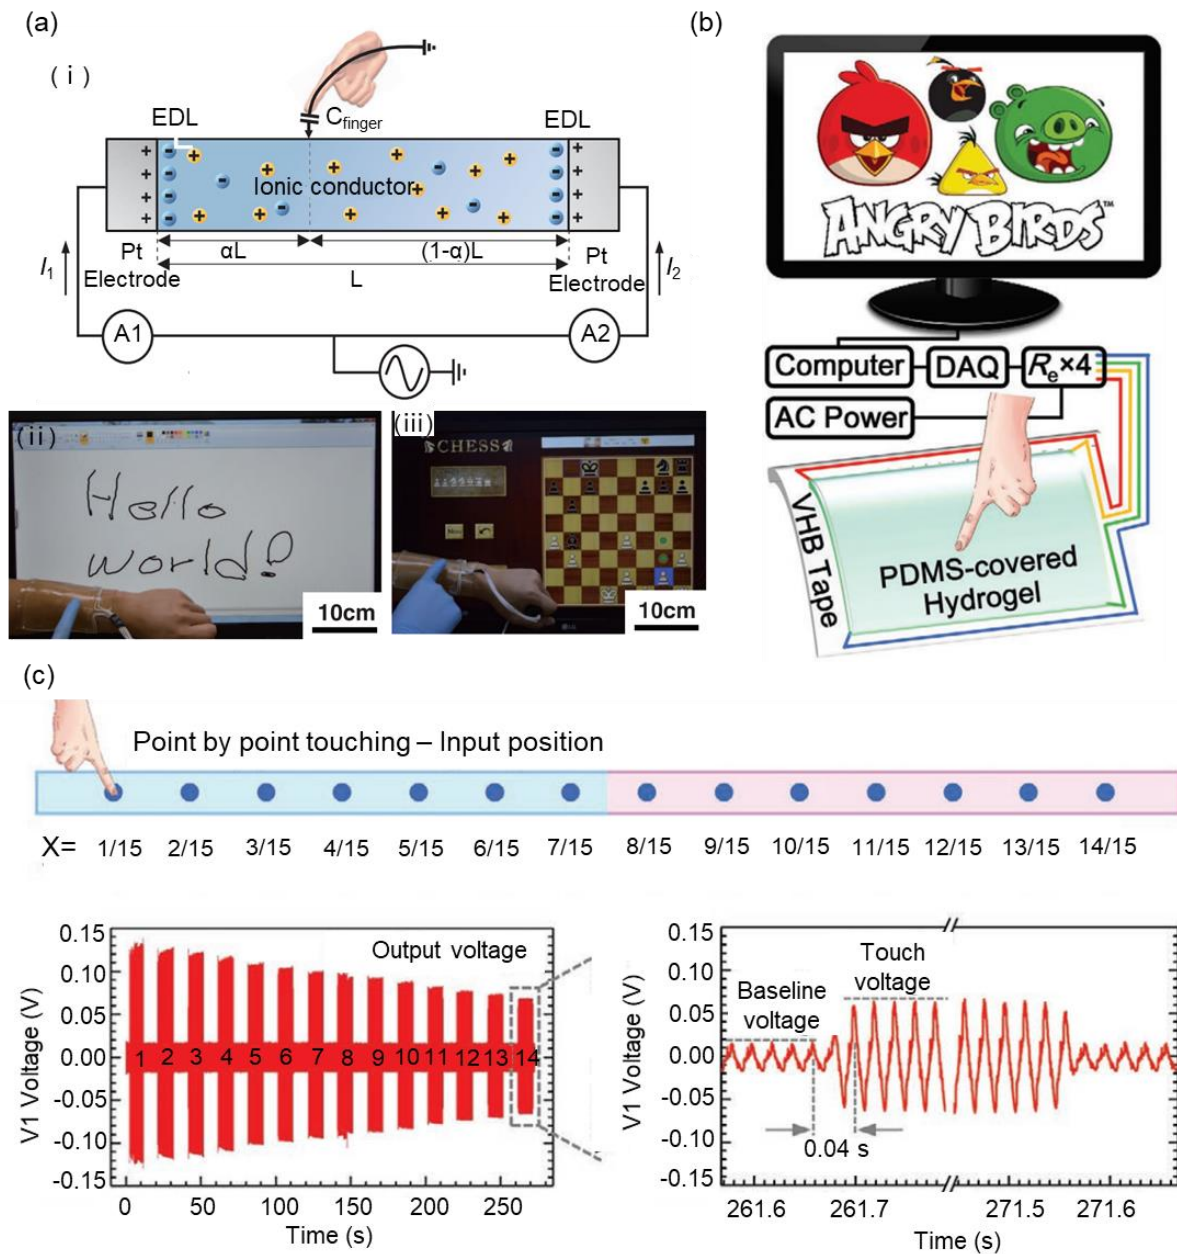 (a)
(i)
C_finger
EDL
EDL
+ - + + + + - +
+ - - + - + + - +
Ionic conductor
+ - - + - +
+ - + + + + + - +
αL
(1-α)L
Pt
Electrode
L
Pt
Electrode
I₁
I₂
A1
A2
(ii)
Hello
world!
10cm
(iii)
CHESS
10cm
(b)
ANGRY BIRDS™
Computer
DAQ
Rₑ×4
AC Power
VHB Tape
PDMS-covered
Hydrogel
(c)
Point by point touching – Input position
X= 1/15 2/15 3/15 4/15 5/15 6/15 7/15 8/15 9/15 10/15 11/15 12/15 13/15 14/15
V1 Voltage (V)
0.15
0.10
0.05
0.00
-0.05
-0.10
-0.15
Output voltage
1 2 3 4 5 6 7 8 9 10 11 12 13 14
0 50 100 150 200 250
Time (s)
V1 Voltage (V)
0.15
0.10
0.05
0.00
-0.05
-0.10
-0.15
Touch
voltage
Baseline
voltage
0.04 s
261.6 261.7 271.5 271.6
Time (s)